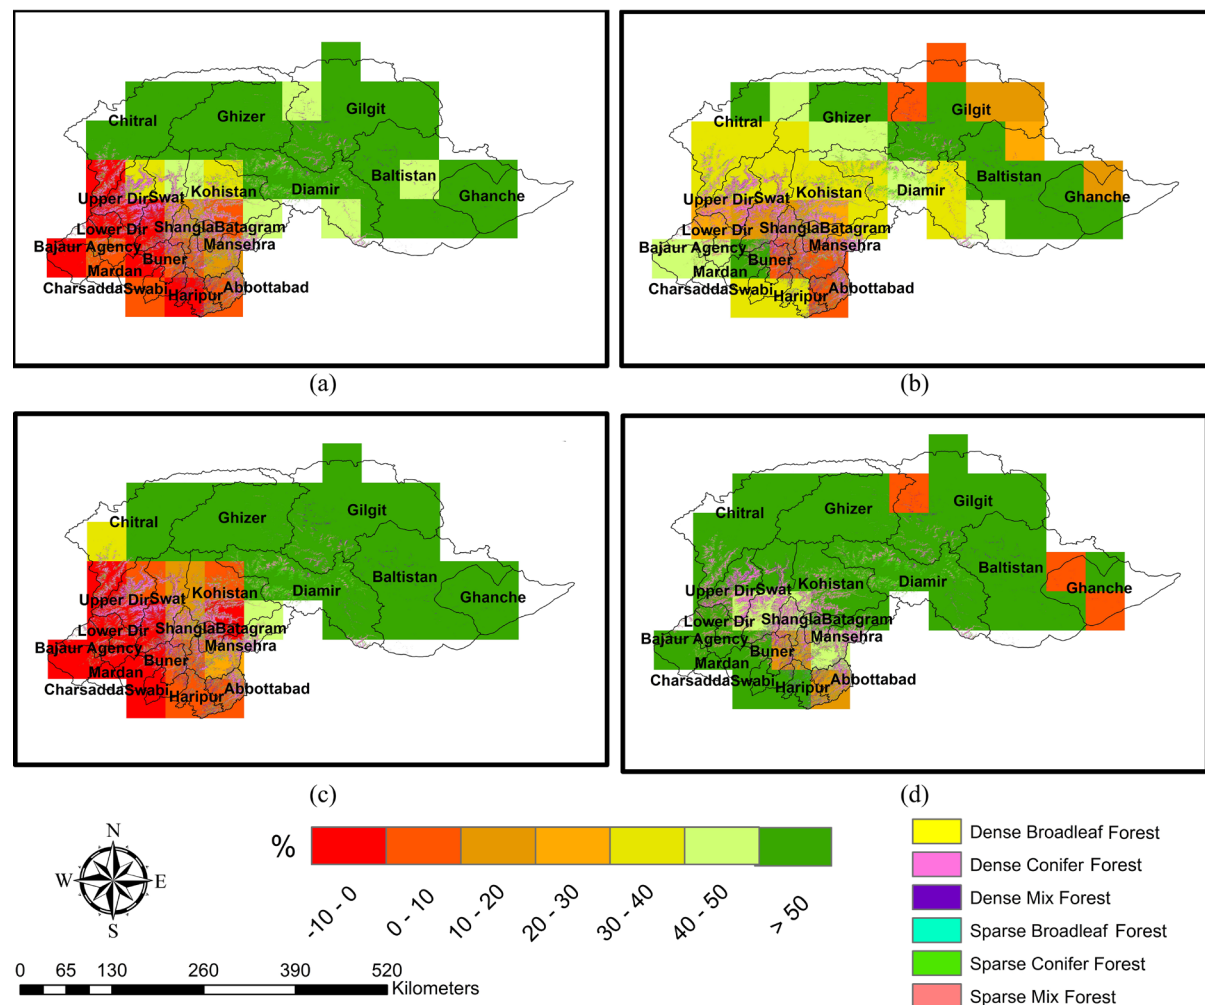 Chitral
Ghizer
Gilgit
Baltistan
Ghanche
Diamir
Kohistan
Upper Dir Swat
Lower Dir
Shangla Batagram
Bajaur Agency
Mansehra
Buner
Mardan
Charsadda Swabi
Haripur
Abbottabad
(a)
Chitral
Ghizer
Gilgit
Baltistan
Ghanche
Diamir
Kohistan
Upper Dir Swat
Lower Dir
Shangla Batagram
Bajaur Agency
Mansehra
Buner
Mardan
Charsadda Swabi
Haripur
Abbottabad
(b)
Chitral
Ghizer
Gilgit
Baltistan
Ghanche
Diamir
Kohistan
Upper Dir Swat
Lower Dir
Shangla Batagram
Bajaur Agency
Mansehra
Buner
Mardan
Charsadda Swabi
Haripur
Abbottabad
(c)
Chitral
Ghizer
Gilgit
Baltistan
Ghanche
Diamir
Kohistan
Upper Dir Swat
Lower Dir
Shangla Batagram
Bajaur Agency
Mansehra
Buner
Mardan
Charsadda Swabi
Haripur
Abbottabad
(d)
N
W E
S
0 65 130 260 390 520
Kilometers
%
-10 - 0
0 - 10
10 - 20
20 - 30
30 - 40
40 - 50
> 50
Dense Broadleaf Forest
Dense Conifer Forest
Dense Mix Forest
Sparse Broadleaf Forest
Sparse Conifer Forest
Sparse Mix Forest